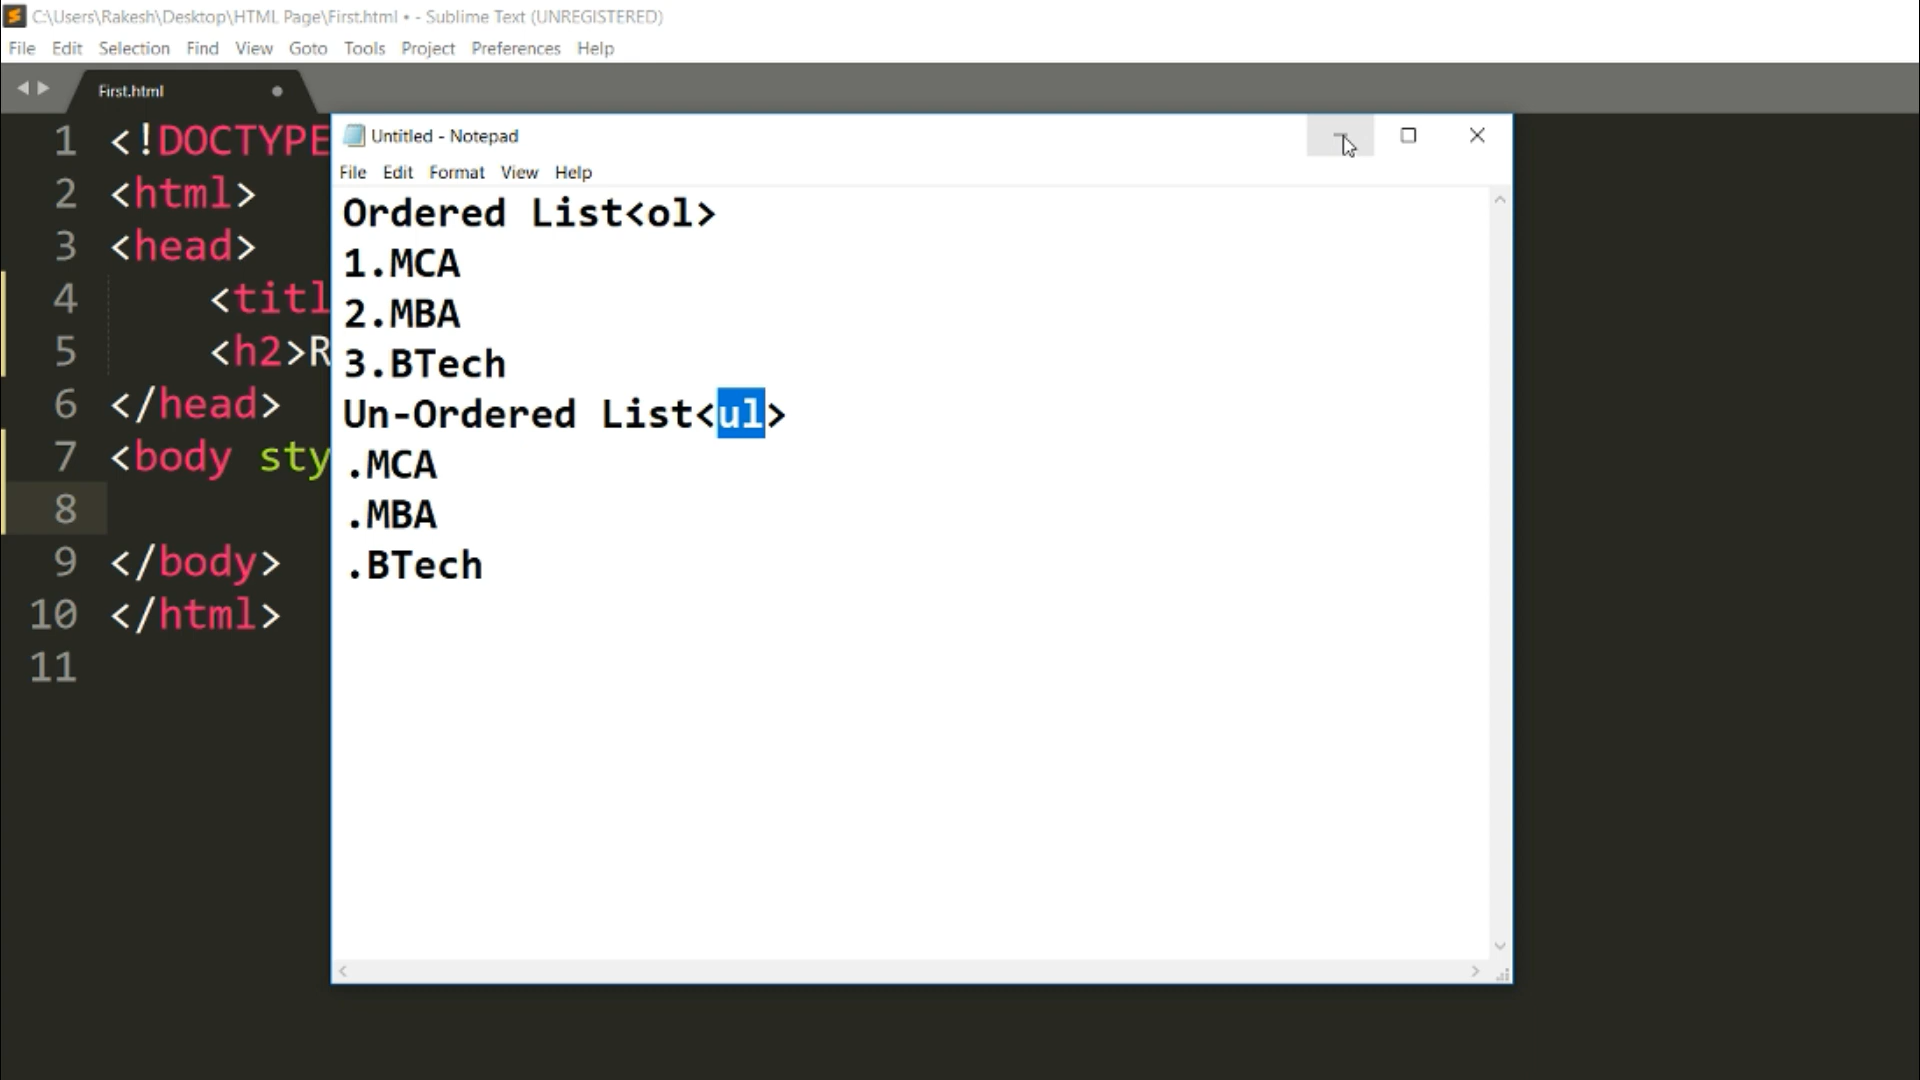 C:\Users\Rakesh\Desktop\HTML Page\First.html • - Sublime Text (UNREGISTERED)
File Edit Selection Find View Goto Tools Project Preferences Help
First.html
1 <!DOCTYPE
2 <html>
3 <head>
4 <titl
5 <h2>R
6 </head>
7 <body sty
8
9 </body>
10 </html>
11
Untitled - Notepad
File Edit Format View Help
Ordered List<ol>
1.MCA
2.MBA
3.BTech
Un-Ordered List<ul>
.MCA
.MBA
.BTech